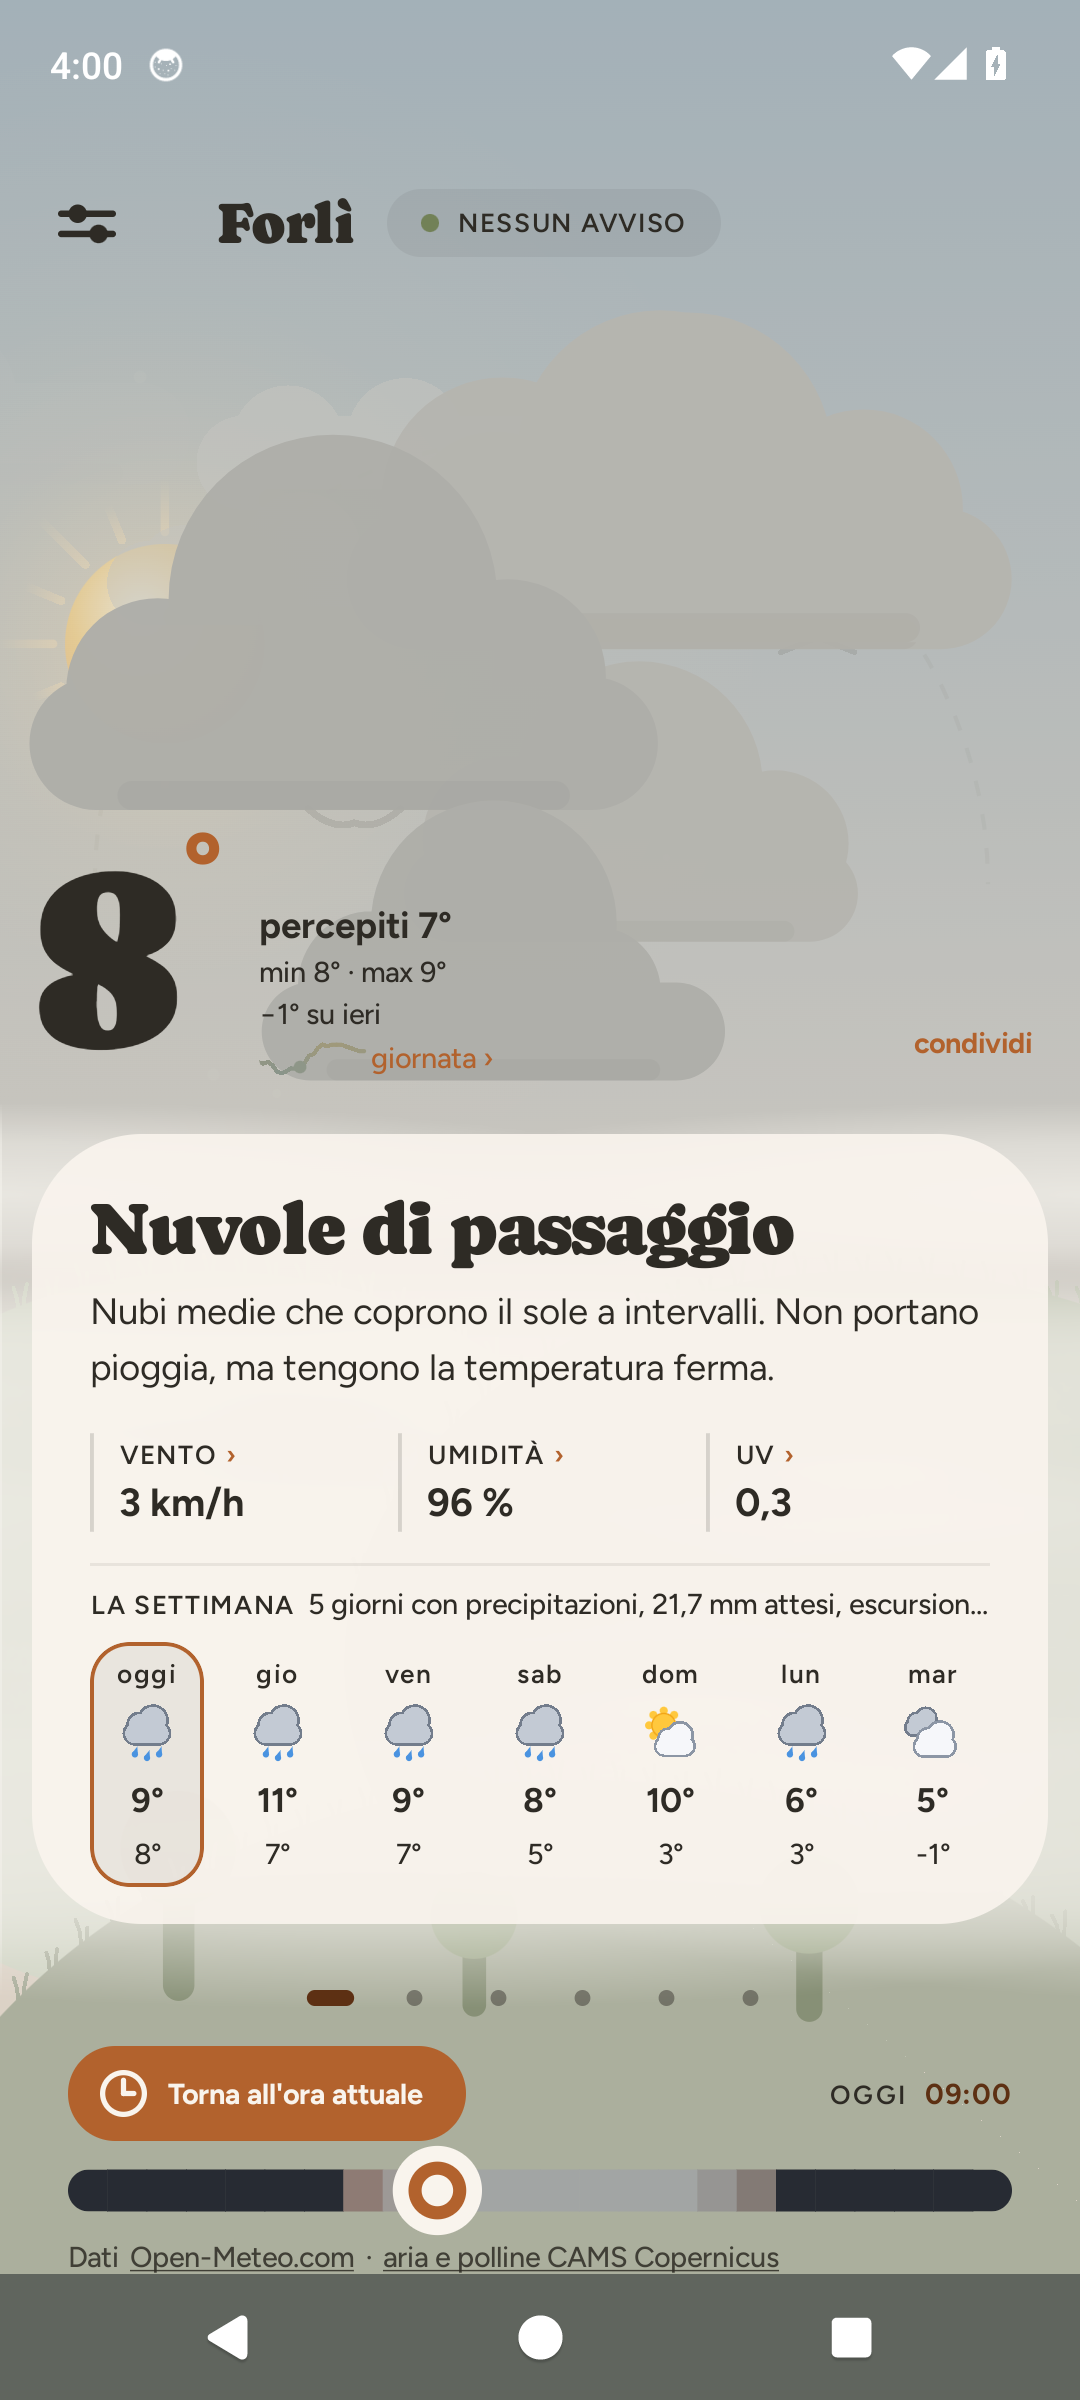 4:00
Forlì NESSUN AVVISO
8°
percepiti 7°
min 8° · max 9°
−1° su ieri
giornata ›
condividi
Nuvole di passaggio
Nubi medie che coprono il sole a intervalli. Non portano
pioggia, ma tengono la temperatura ferma.
VENTO › UMIDITÀ › UV ›
3 km/h 96 % 0,3
LA SETTIMANA 5 giorni con precipitazioni, 21,7 mm attesi, escursion...
oggi gio ven sab dom lun mar
9° 11° 9° 8° 10° 6° 5°
8° 7° 7° 5° 3° 3° -1°
Torna all'ora attuale OGGI 09:00
Dati Open-Meteo.com · aria e polline CAMS Copernicus